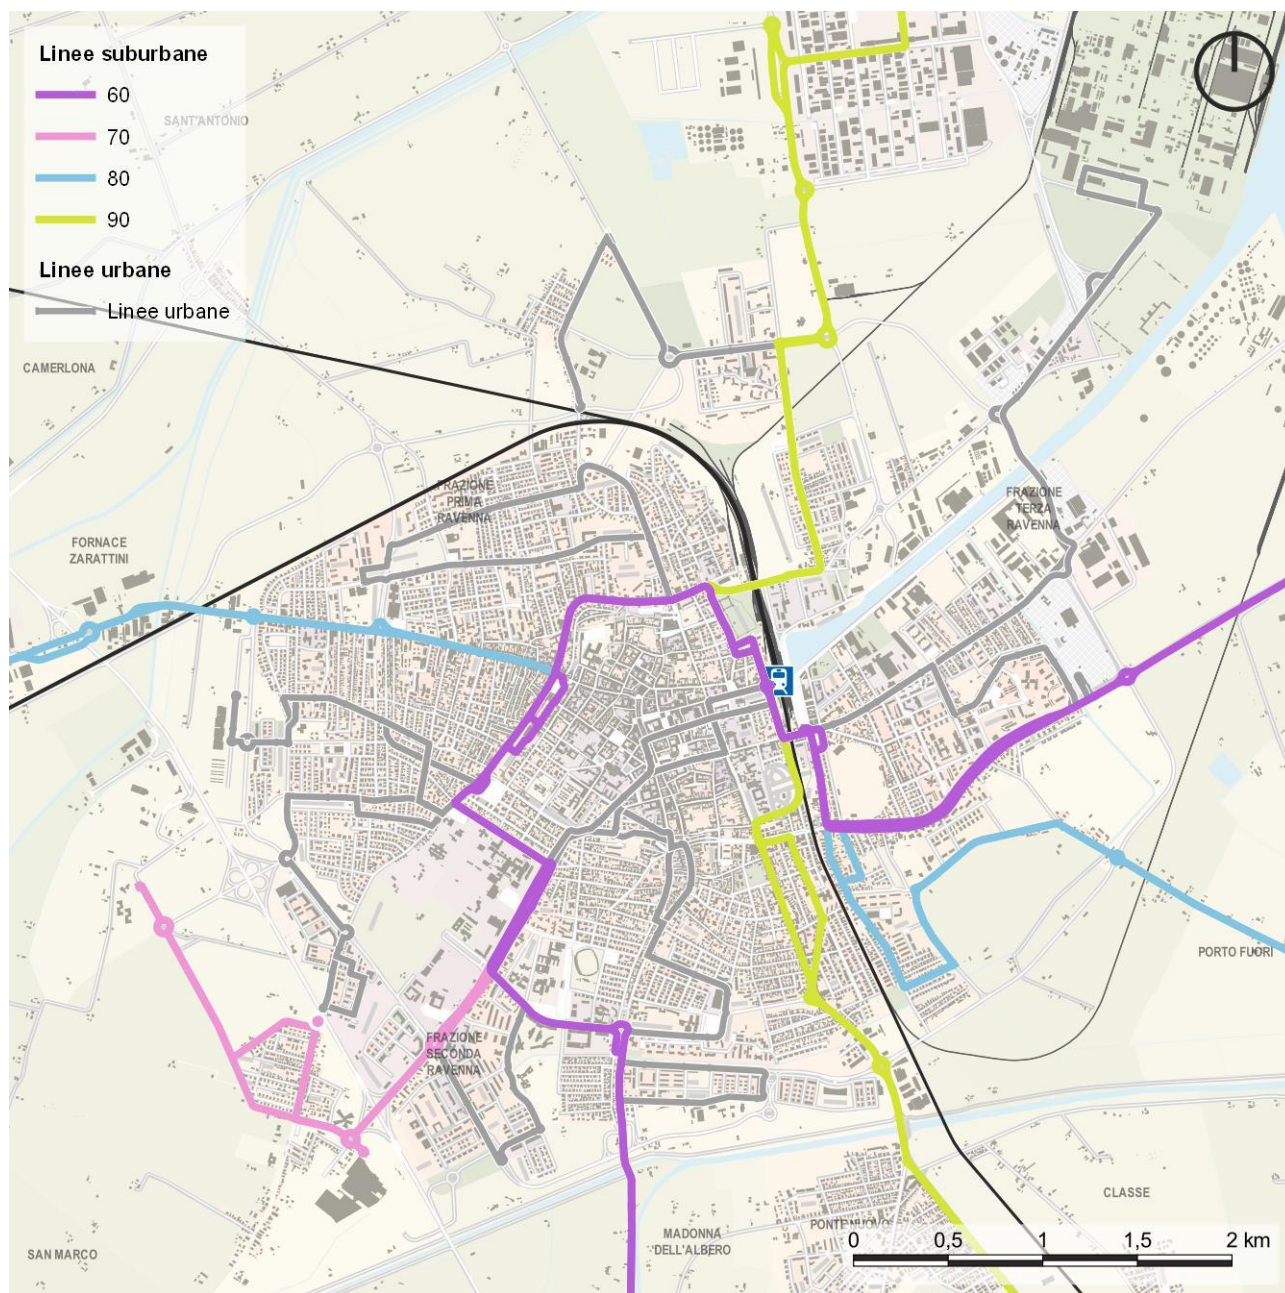 Linee suburbane
60
SANT'ANTONIO
70
80
90
Linee urbane
Linee urbane
CAMERLONA
FRAZIONE
PRIMA
RAVENNA
FRAZIONE
TERZA
RAVENNA
FORNACE
ZARATTINI
PORTO FUORI
FRAZIONE
SECONDA
RAVENNA
CLASSE
PONTE NUOVO
MADONNA
DELL'ALBERO
SAN MARCO
0 0,5 1 1,5 2 km